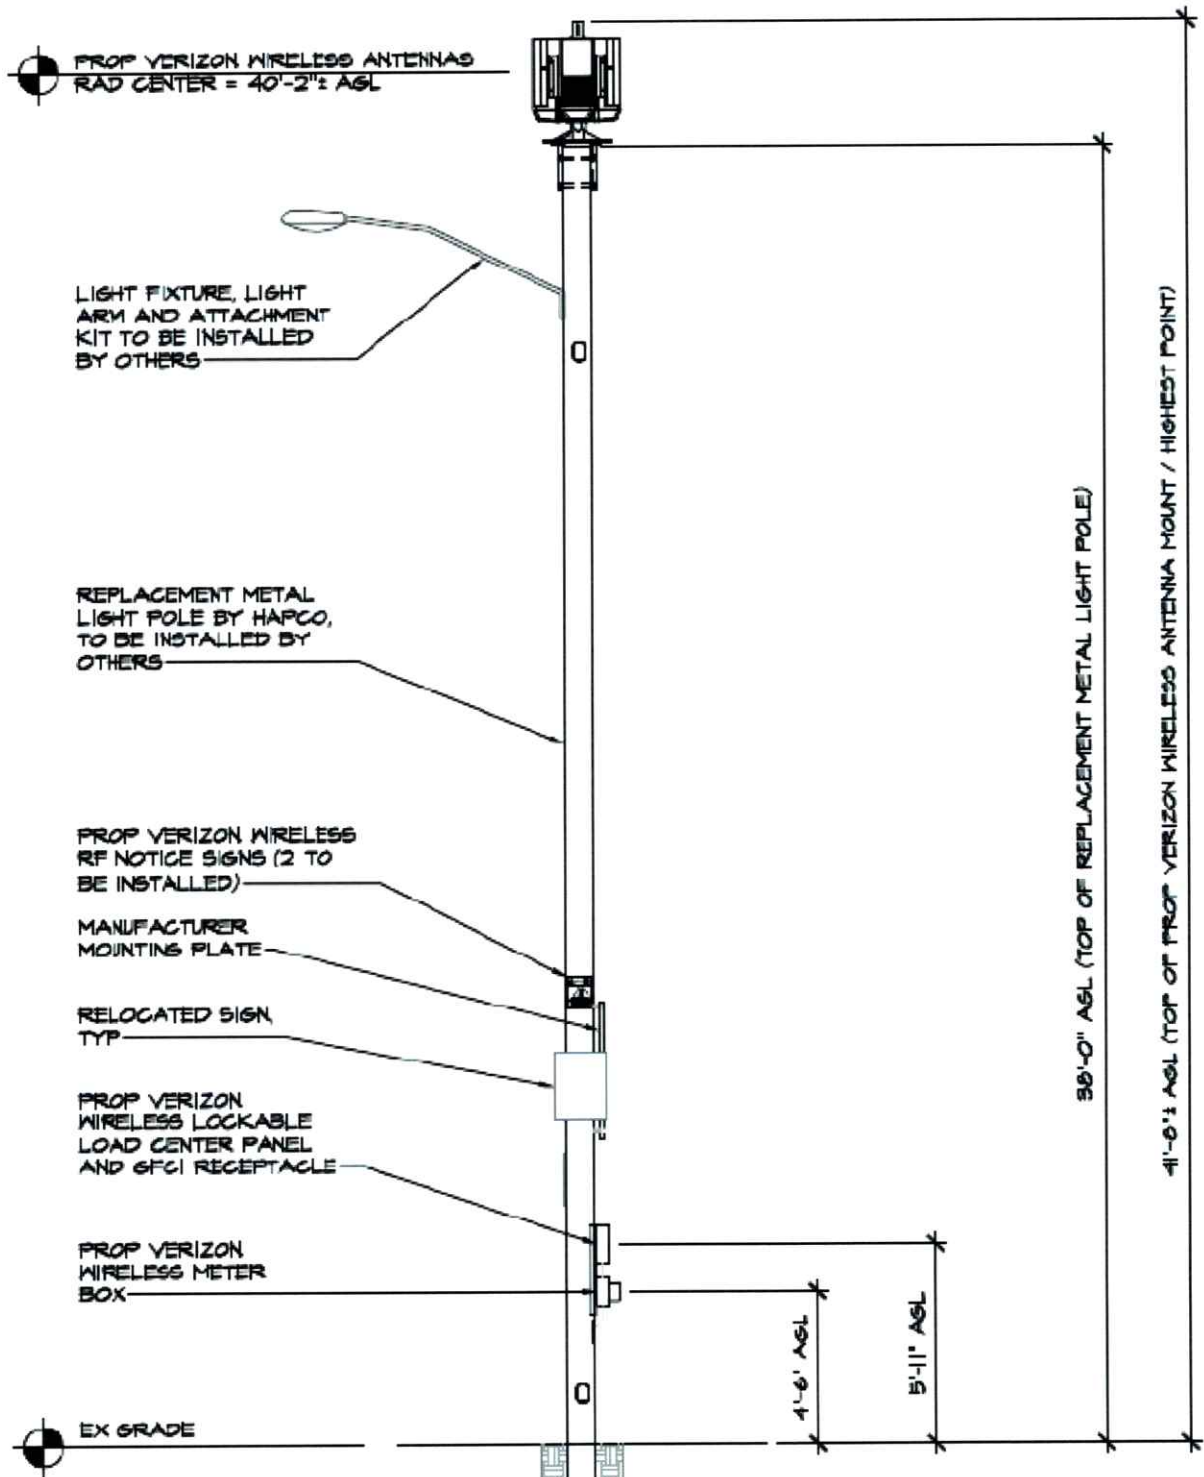 PROP VERIZON WIRELESS ANTENNAS
RAD CENTER = 40'-2"± AGL
LIGHT FIXTURE, LIGHT
ARM AND ATTACHMENT
KIT TO BE INSTALLED
BY OTHERS
REPLACEMENT METAL
LIGHT POLE BY HAPCO,
TO BE INSTALLED BY
OTHERS
PROP VERIZON WIRELESS
RF NOTICE SIGNS (2 TO
BE INSTALLED)
MANUFACTURER
MOUNTING PLATE
RELOCATED SIGN,
TYP
PROP VERIZON
WIRELESS LOCKABLE
LOAD CENTER PANEL
AND GFCI RECEPTACLE
PROP VERIZON
WIRELESS METER
BOX
EX GRADE
4'-6" AGL
5'-11" AGL
38'-0" AGL (TOP OF REPLACEMENT METAL LIGHT POLE)
41'-6"± AGL (TOP OF PROP VERIZON WIRELESS ANTENNA MOUNT / HIGHEST POINT)